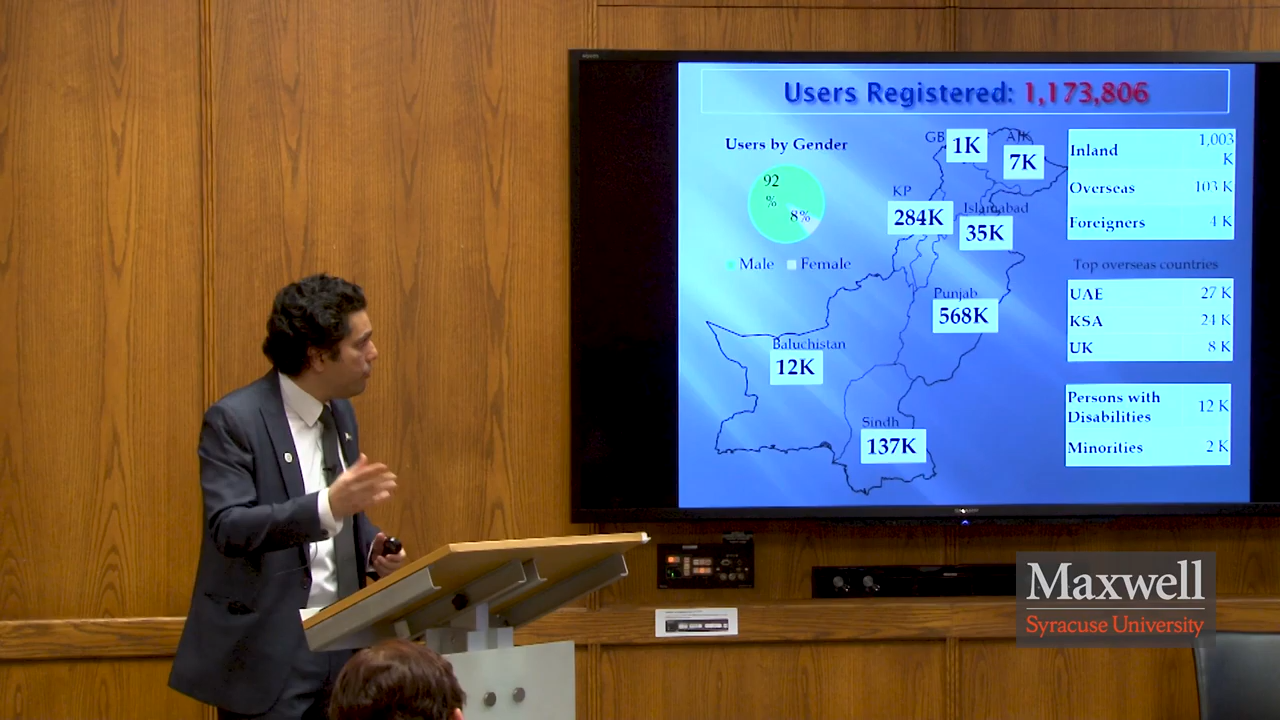 Users Registered: 1,173,806
Users by Gender
92
%
8%
Male Female
GB
1K
AJK
7K
KP
284K
Islamabad
35K
Punjab
568K
Baluchistan
12K
Sindh
137K
Inland 1,003
K
Overseas 103 K
Foreigners 4 K
Top overseas countries
UAE 27 K
KSA 24 K
UK 8 K
Persons with
Disabilities 12 K
Minorities 2 K
SHARP
Maxwell
Syracuse University